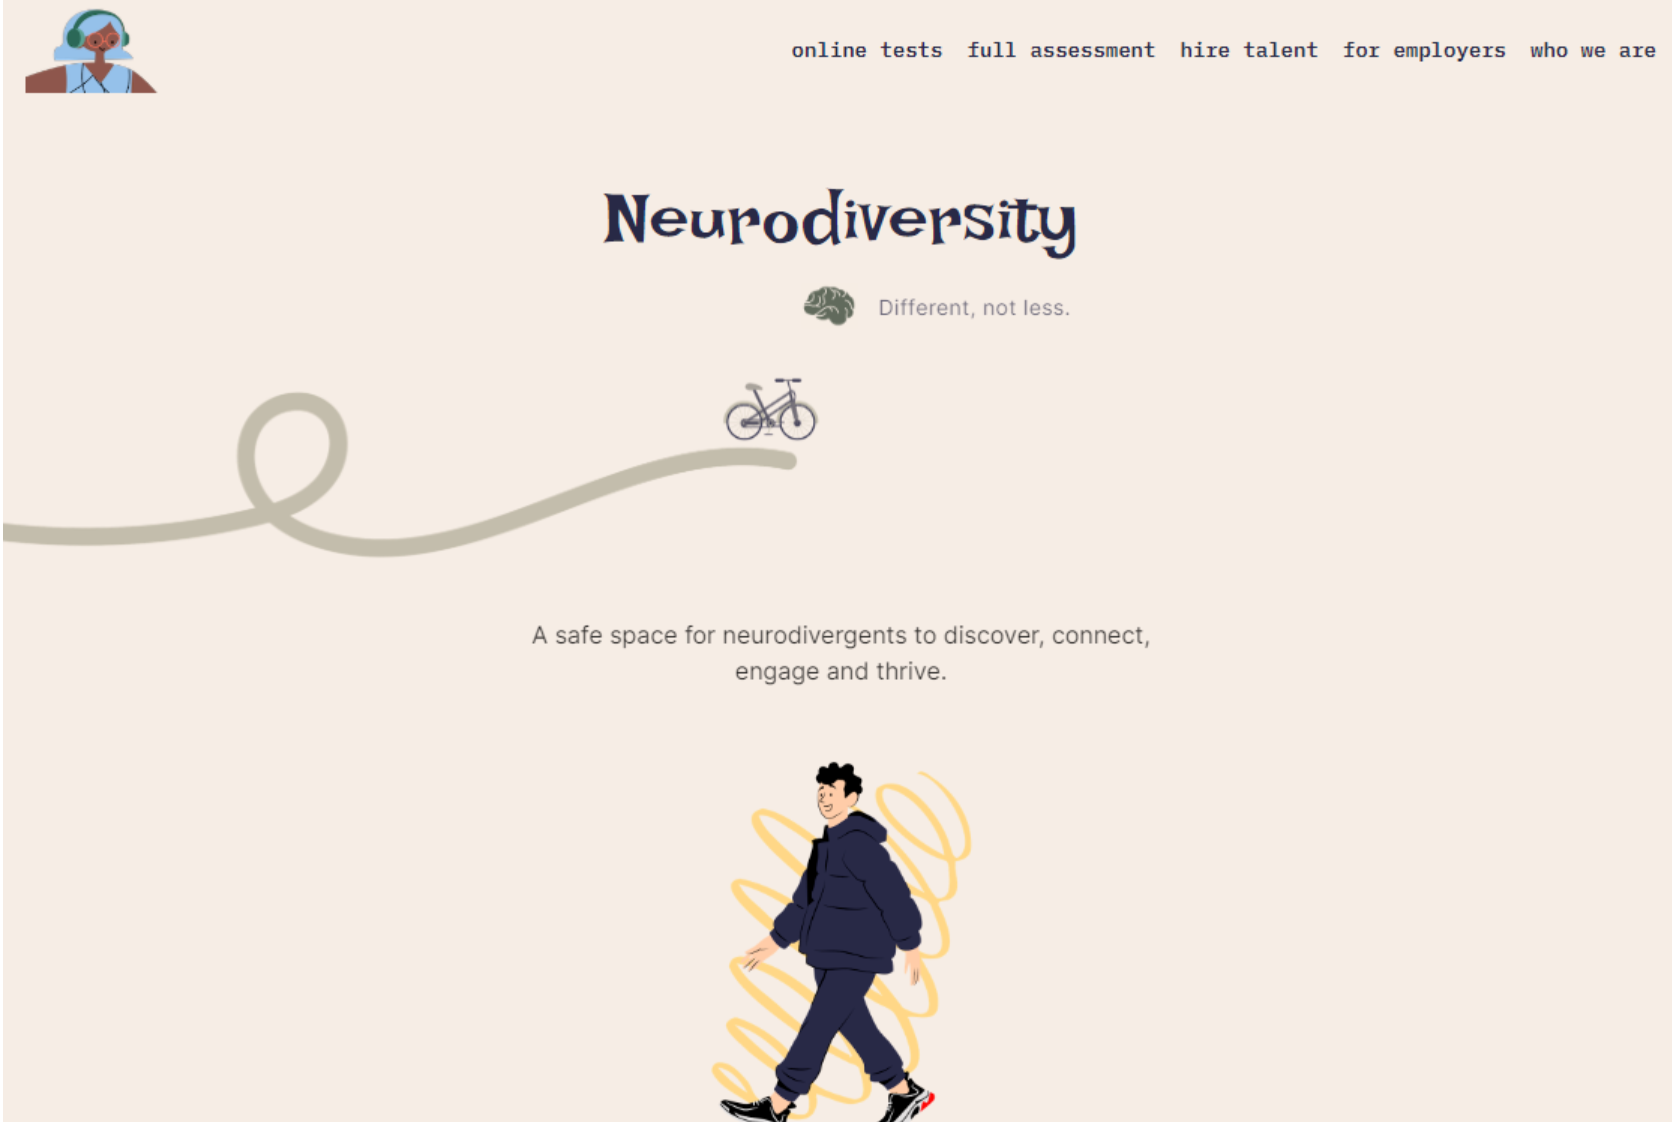 online tests full assessment hire talent for employers who we are
Neurodiversity
Different, not less.
A safe space for neurodivergents to discover, connect,
engage and thrive.